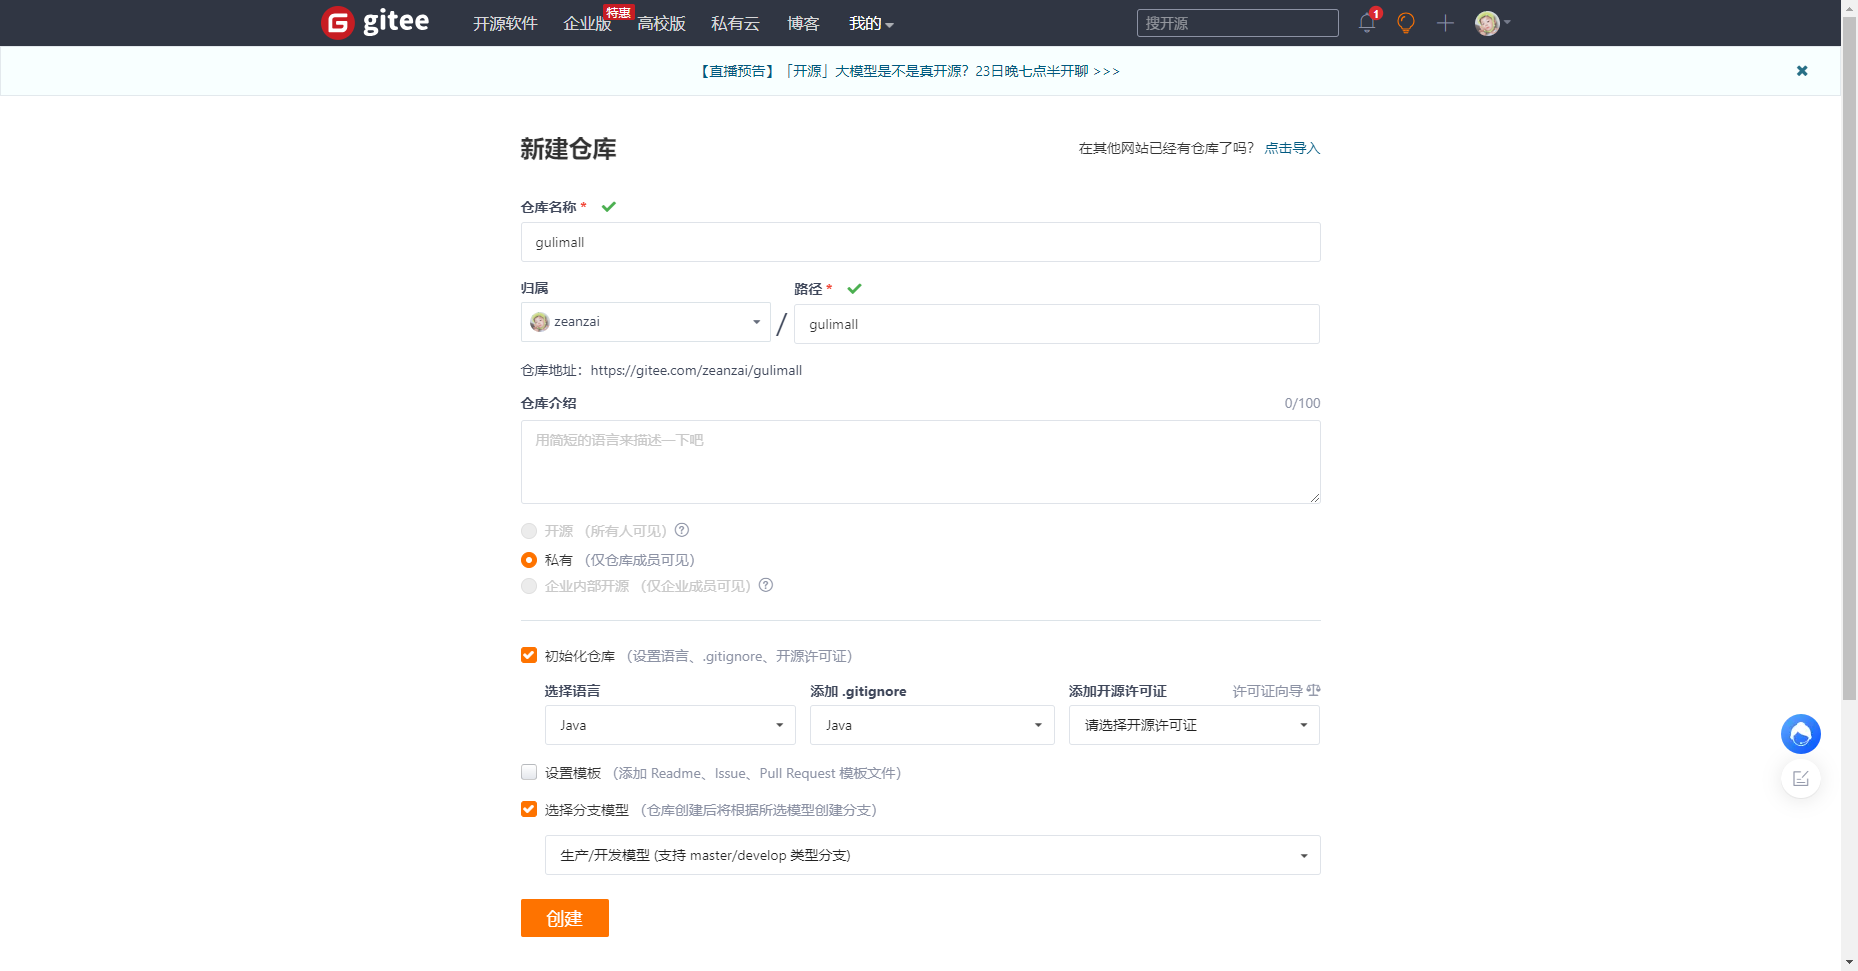 gitee 开源软件 企业版 特惠 高校版 私有云 博客 我的 搜开源 1
【直播预告】「开源」大模型是不是真开源？23日晚七点半开聊 >>>
新建仓库 在其他网站已经有仓库了吗？ 点击导入
仓库名称 *
gulimall
归属 路径 *
zeanzai / gulimall
仓库地址：https://gitee.com/zeanzai/gulimall
仓库介绍 0/100
用简短的语言来描述一下吧
开源 （所有人可见）
私有 （仅仓库成员可见）
企业内部开源 （仅企业成员可见）
初始化仓库 （设置语言、.gitignore、开源许可证）
选择语言 添加 .gitignore 添加开源许可证 许可证向导
Java Java 请选择开源许可证
设置模板 （添加 Readme、Issue、Pull Request 模板文件）
选择分支模型 （仓库创建后将根据所选模型创建分支）
生产/开发模型 (支持 master/develop 类型分支)
创建